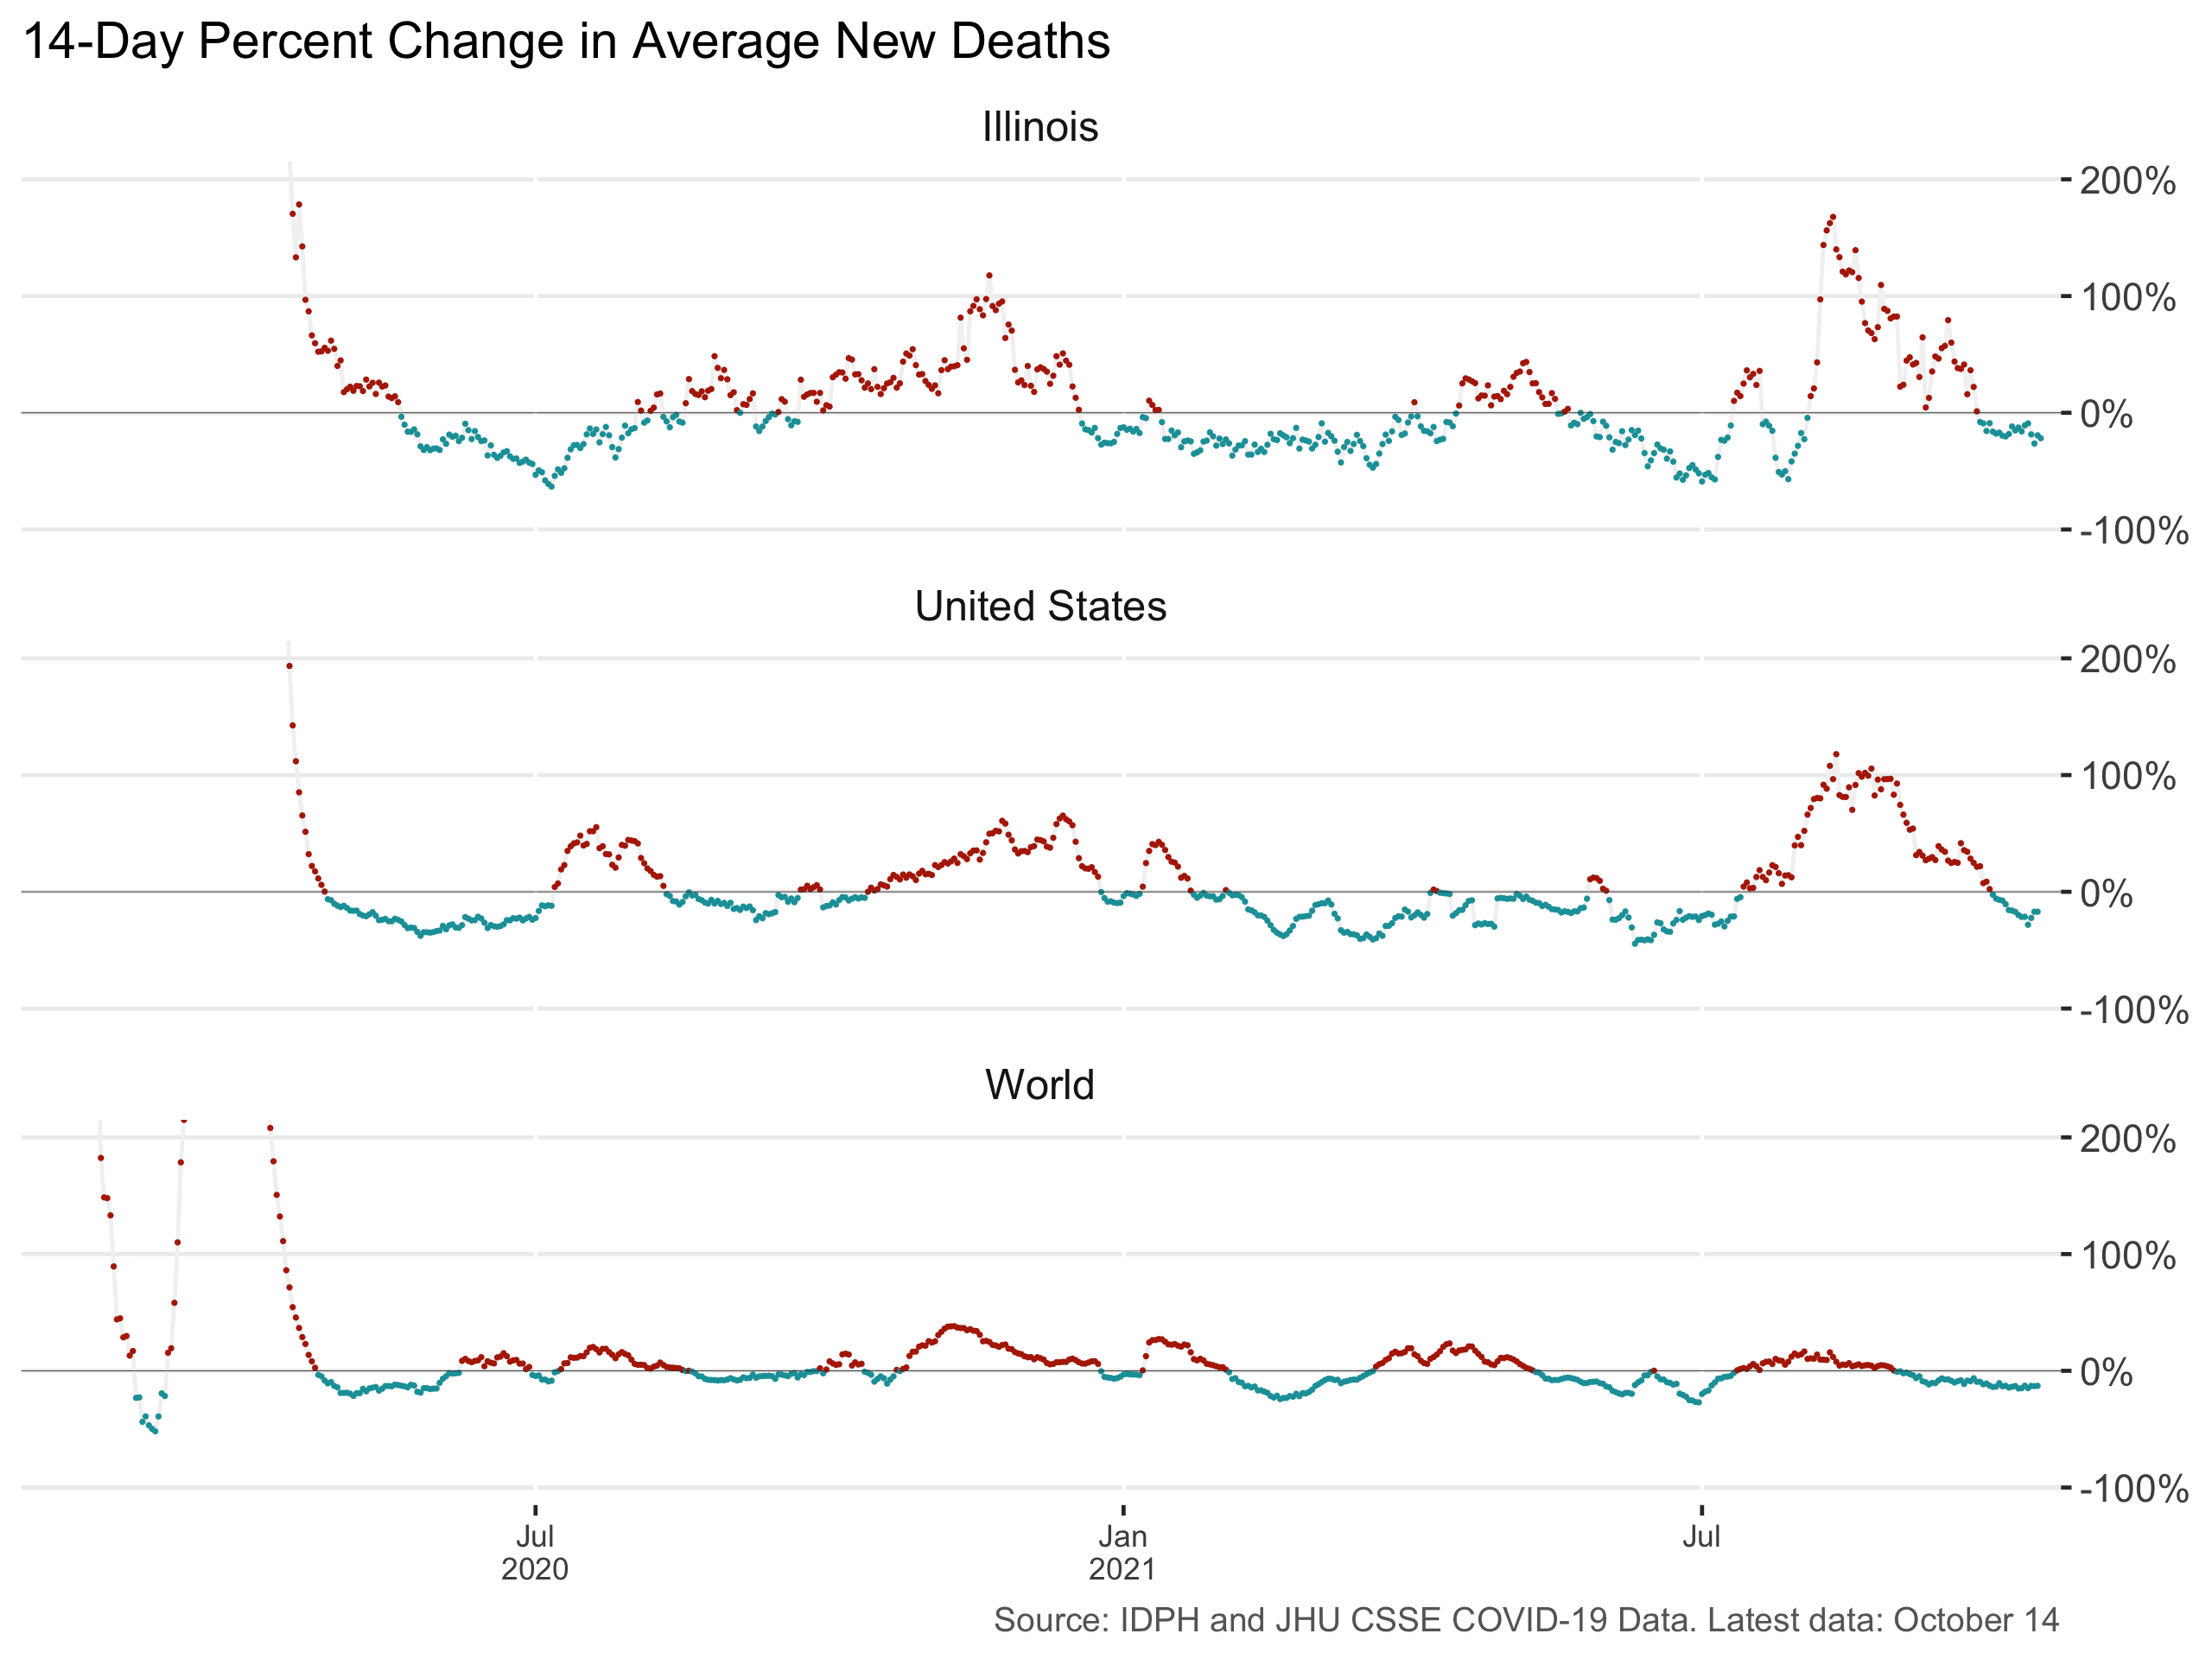 14-Day Percent Change in Average New Deaths
Illinois
200%
100%
0%
-100%
United States
200%
100%
0%
-100%
World
200%
100%
0%
-100%
Jul Jan Jul
2020 2021
Source: IDPH and JHU CSSE COVID-19 Data. Latest data: October 14